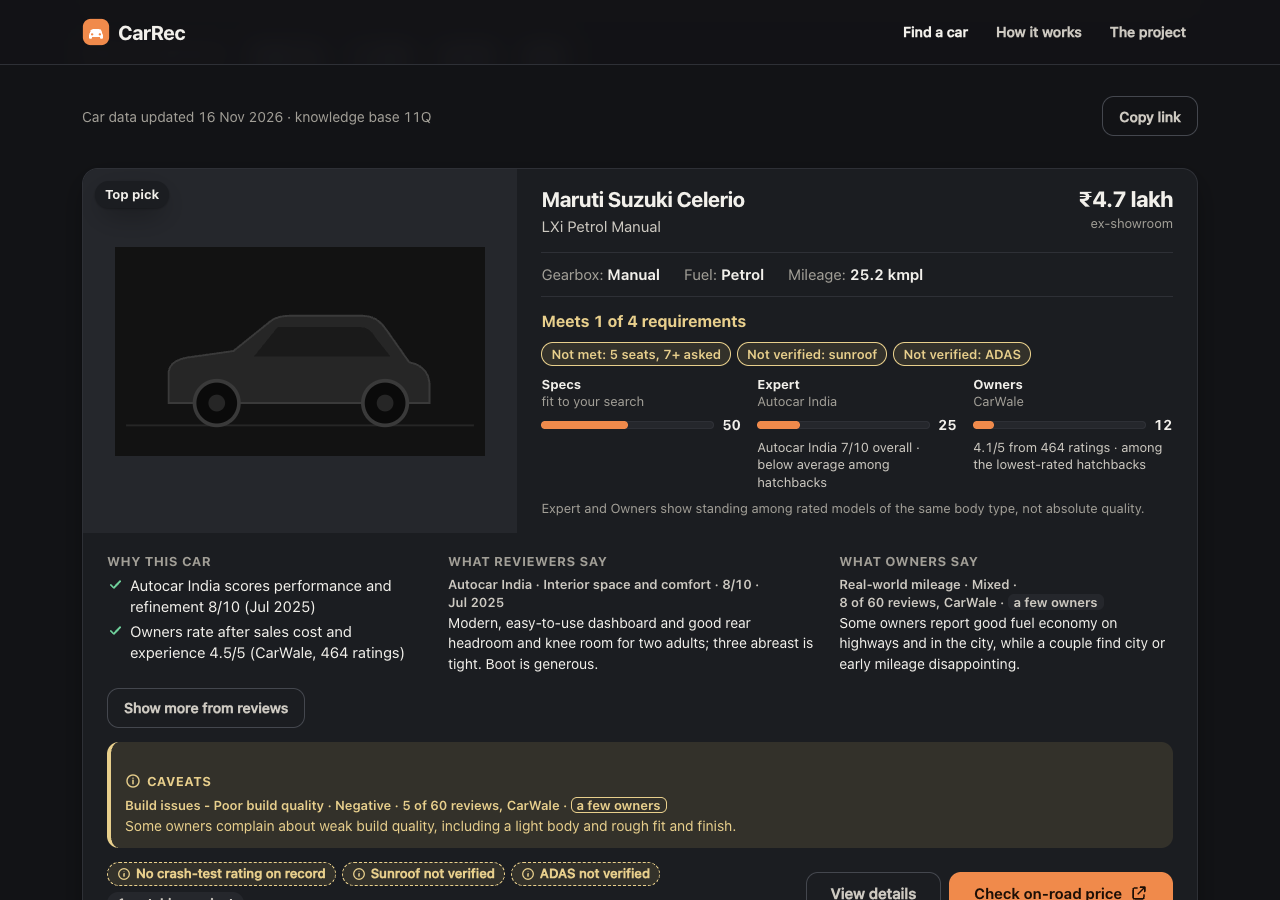 CarRec
Find a car
How it works
The project
Car data updated 16 Nov 2026 · knowledge base 11Q
Copy link
Top pick
Maruti Suzuki Celerio
₹4.7 lakh
LXi Petrol Manual
ex-showroom
Gearbox: Manual
Fuel: Petrol
Mileage: 25.2 kmpl
Meets 1 of 4 requirements
Not met: 5 seats, 7+ asked
Not verified: sunroof
Not verified: ADAS
Specs
fit to your search
50
Expert
Autocar India
25
Autocar India 7/10 overall ·
below average among
hatchbacks
Owners
CarWale
12
4.1/5 from 464 ratings · among
the lowest-rated hatchbacks
Expert and Owners show standing among rated models of the same body type, not absolute quality.
WHY THIS CAR
Autocar India scores performance and
refinement 8/10 (Jul 2025)
Owners rate after sales cost and
experience 4.5/5 (CarWale, 464 ratings)
WHAT REVIEWERS SAY
Autocar India · Interior space and comfort · 8/10 ·
Jul 2025
Modern, easy-to-use dashboard and good rear
headroom and knee room for two adults; three abreast is
tight. Boot is generous.
WHAT OWNERS SAY
Real-world mileage · Mixed ·
8 of 60 reviews, CarWale · a few owners
Some owners report good fuel economy on
highways and in the city, while a couple find city or
early mileage disappointing.
Show more from reviews
CAVEATS
Build issues - Poor build quality · Negative · 5 of 60 reviews, CarWale · a few owners
Some owners complain about weak build quality, including a light body and rough fit and finish.
No crash-test rating on record
Sunroof not verified
ADAS not verified
View details
Check on-road price